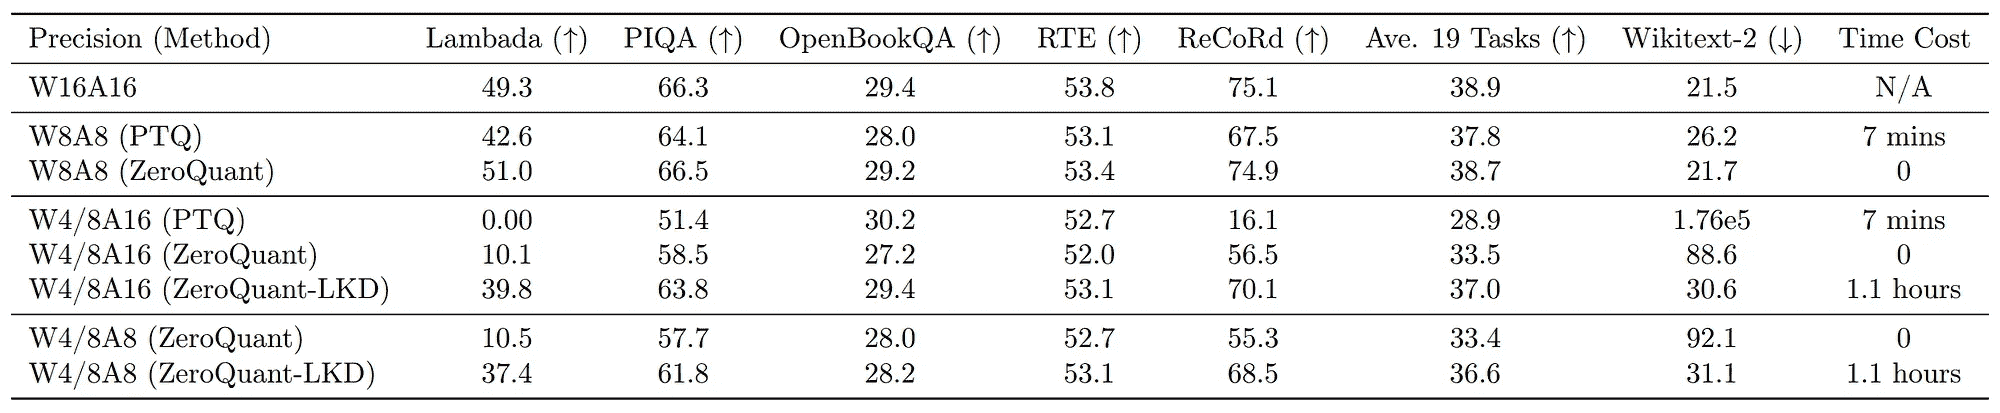 Precision (Method) Lambada (↑) PIQA (↑) OpenBookQA (↑) RTE (↑) ReCoRd (↑) Ave. 19 Tasks (↑) Wikitext-2 (↓) Time Cost
W16A16 49.3 66.3 29.4 53.8 75.1 38.9 21.5 N/A
W8A8 (PTQ) 42.6 64.1 28.0 53.1 67.5 37.8 26.2 7 mins
W8A8 (ZeroQuant) 51.0 66.5 29.2 53.4 74.9 38.7 21.7 0
W4/8A16 (PTQ) 0.00 51.4 30.2 52.7 16.1 28.9 1.76e5 7 mins
W4/8A16 (ZeroQuant) 10.1 58.5 27.2 52.0 56.5 33.5 88.6 0
W4/8A16 (ZeroQuant-LKD) 39.8 63.8 29.4 53.1 70.1 37.0 30.6 1.1 hours
W4/8A8 (ZeroQuant) 10.5 57.7 28.0 52.7 55.3 33.4 92.1 0
W4/8A8 (ZeroQuant-LKD) 37.4 61.8 28.2 53.1 68.5 36.6 31.1 1.1 hours